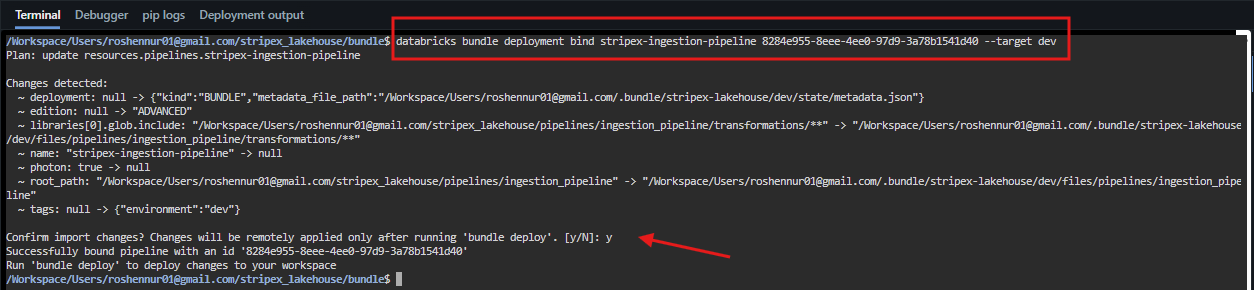 Terminal Debugger pip logs Deployment output
/Workspace/Users/roshennur01@gmail.com/stripex_lakehouse/bundle$ databricks bundle deployment bind stripex-ingestion-pipeline 8284e955-8eee-4ee0-97d9-3a78b1541d40 --target dev
Plan: update resources.pipelines.stripex-ingestion-pipeline
Changes detected:
~ deployment: null -> {"kind":"BUNDLE","metadata_file_path":"/Workspace/Users/roshennur01@gmail.com/.bundle/stripex-lakehouse/dev/state/metadata.json"}
~ edition: null -> "ADVANCED"
~ libraries[0].glob.include: "/Workspace/Users/roshennur01@gmail.com/stripex_lakehouse/pipelines/ingestion_pipeline/transformations/**" -> "/Workspace/Users/roshennur01@gmail.com/.bundle/stripex-lakehouse
/dev/files/pipelines/ingestion_pipeline/transformations/**"
~ name: "stripex-ingestion-pipeline" -> null
~ photon: true -> null
~ root_path: "/Workspace/Users/roshennur01@gmail.com/stripex_lakehouse/pipelines/ingestion_pipeline" -> "/Workspace/Users/roshennur01@gmail.com/.bundle/stripex-lakehouse/dev/files/pipelines/ingestion_pipe
line"
~ tags: null -> {"environment":"dev"}
Confirm import changes? Changes will be remotely applied only after running 'bundle deploy'. [y/N]: y
Successfully bound pipeline with an id '8284e955-8eee-4ee0-97d9-3a78b1541d40'
Run 'bundle deploy' to deploy changes to your workspace
/Workspace/Users/roshennur01@gmail.com/stripex_lakehouse/bundle$